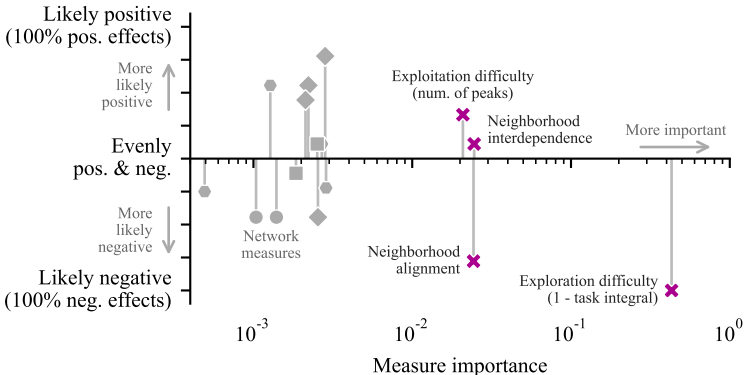 Likely positive
(100% pos. effects)
More
likely
positive
Exploitation difficulty
(num. of peaks)
Neighborhood
interdependence
More important
Evenly
pos. & neg.
More
likely
negative
Network
measures
Neighborhood
alignment
Likely negative
(100% neg. effects)
Exploration difficulty
(1 - task integral)
10⁻³ 10⁻² 10⁻¹ 10⁰
Measure importance